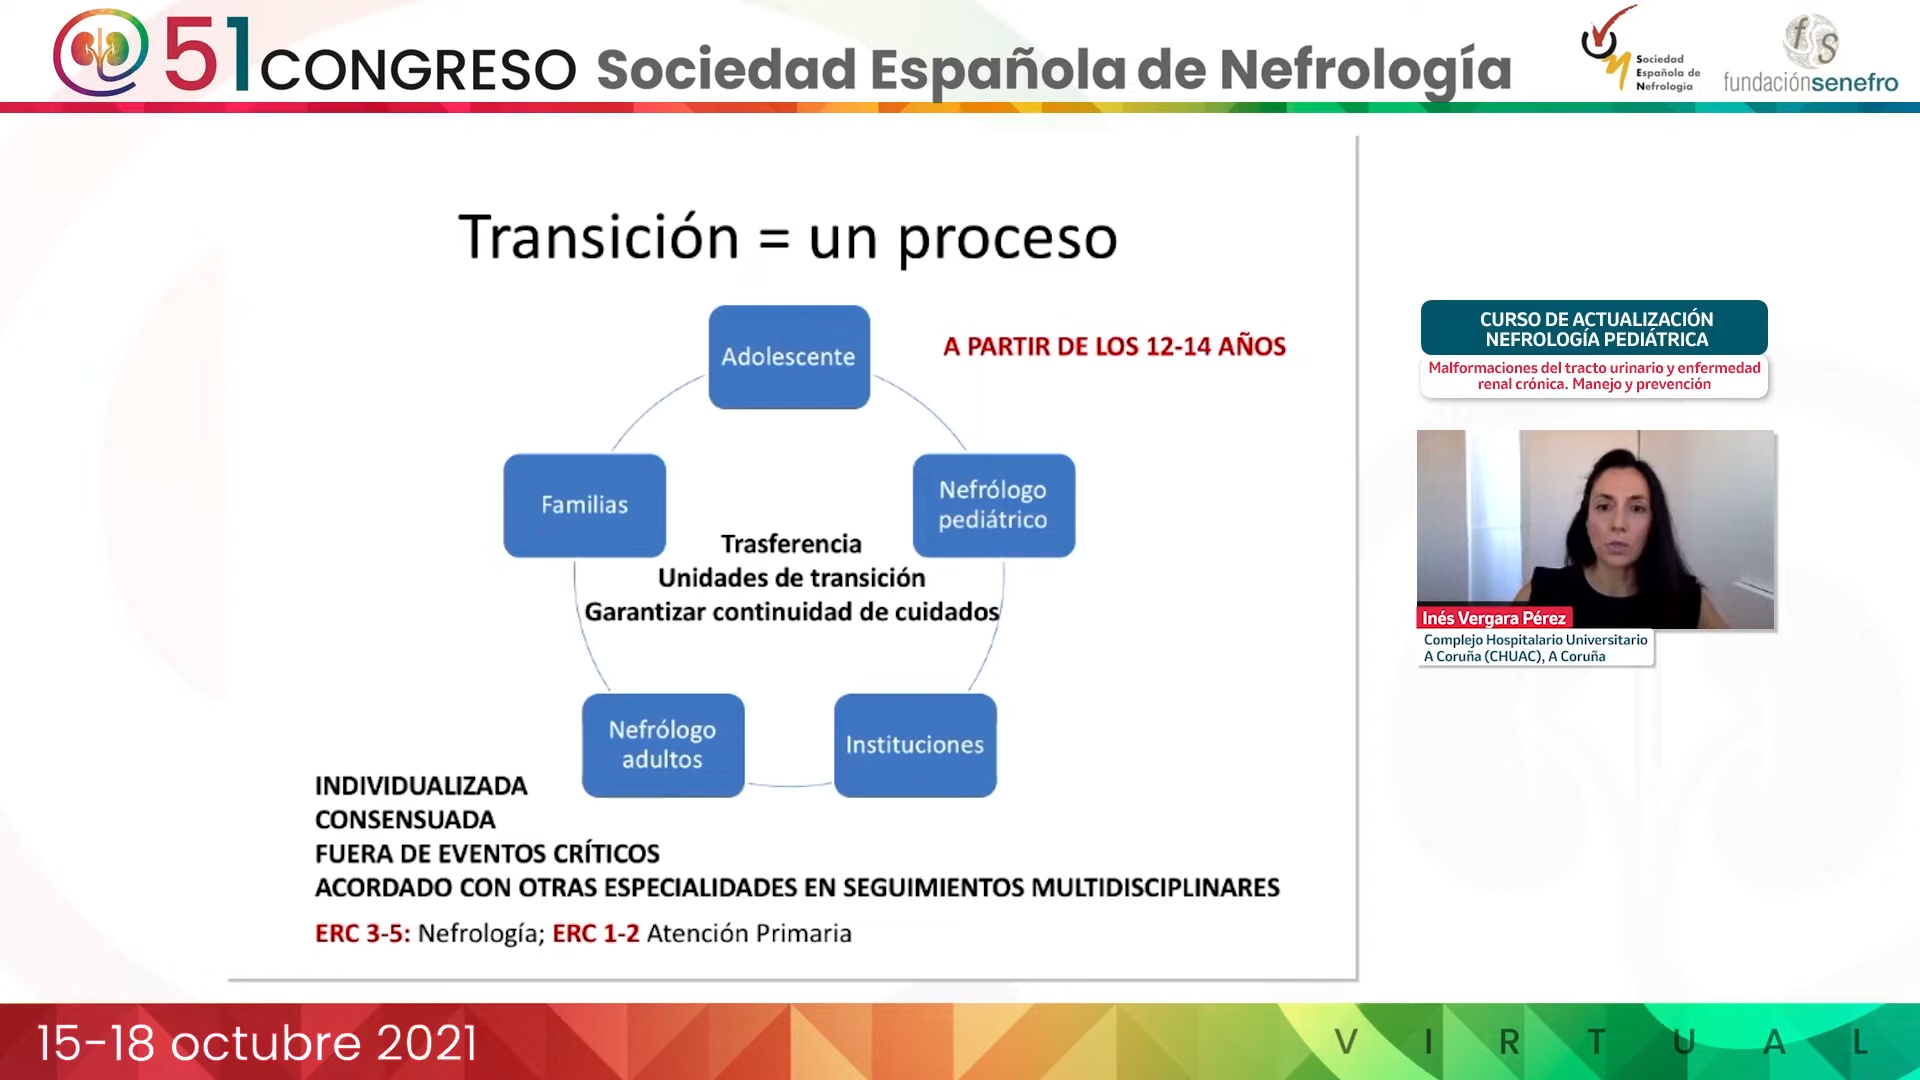 51 CONGRESO Sociedad Española de Nefrología
Sociedad
Española de
Nefrología
fs
fundaciónsenefro
Transición = un proceso
Adolescente
A PARTIR DE LOS 12-14 AÑOS
Familias
Nefrólogo
pediátrico
Trasferencia
Unidades de transición
Garantizar continuidad de cuidados
Nefrólogo
adultos
Instituciones
INDIVIDUALIZADA
CONSENSUADA
FUERA DE EVENTOS CRÍTICOS
ACORDADO CON OTRAS ESPECIALIDADES EN SEGUIMIENTOS MULTIDISCIPLINARES
ERC 3-5: Nefrología; ERC 1-2 Atención Primaria
CURSO DE ACTUALIZACIÓN
NEFROLOGÍA PEDIÁTRICA
Malformaciones del tracto urinario y enfermedad
renal crónica. Manejo y prevención
Inés Vergara Pérez
Complejo Hospitalario Universitario
A Coruña (CHUAC), A Coruña
15-18 octubre 2021
VIRTUAL